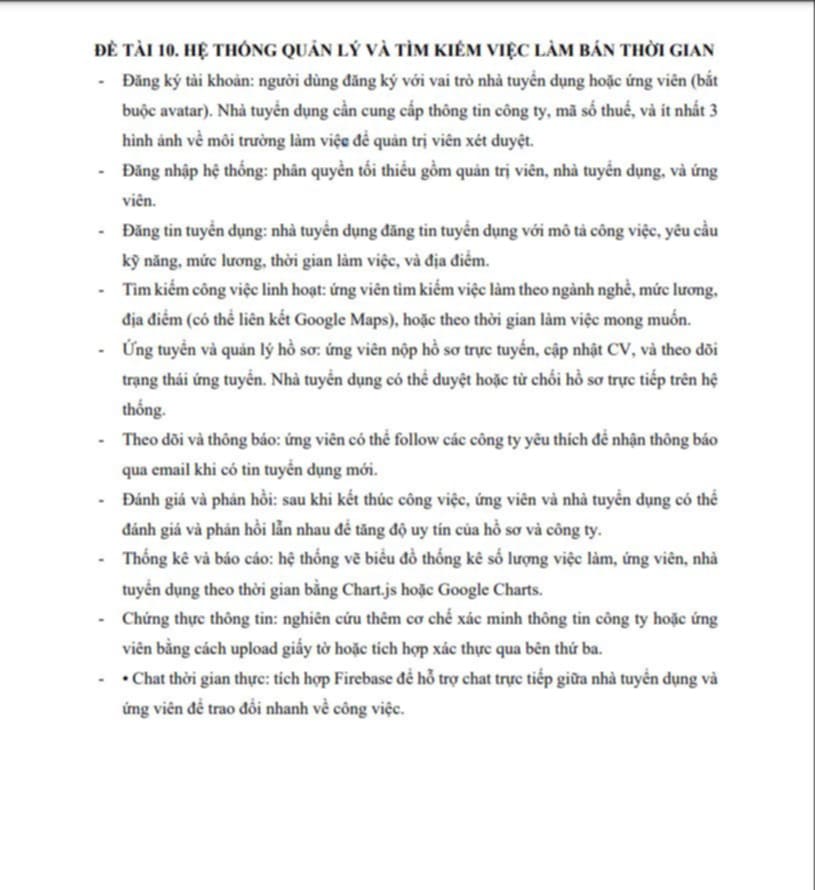 ĐỀ TÀI 10. HỆ THỐNG QUẢN LÝ VÀ TÌM KIẾM VIỆC LÀM BÁN THỜI GIAN
- Đăng ký tài khoản: người dùng đăng ký với vai trò nhà tuyển dụng hoặc ứng viên (bắt
buộc avatar). Nhà tuyển dụng cần cung cấp thông tin công ty, mã số thuế, và ít nhất 3
hình ảnh về môi trường làm việc để quản trị viên xét duyệt.
- Đăng nhập hệ thống: phân quyền tối thiểu gồm quản trị viên, nhà tuyển dụng, và ứng
viên.
- Đăng tin tuyển dụng: nhà tuyển dụng đăng tin tuyển dụng với mô tả công việc, yêu cầu
kỹ năng, mức lương, thời gian làm việc, và địa điểm.
- Tìm kiếm công việc linh hoạt: ứng viên tìm kiếm việc làm theo ngành nghề, mức lương,
địa điểm (có thể liên kết Google Maps), hoặc theo thời gian làm việc mong muốn.
- Ứng tuyển và quản lý hồ sơ: ứng viên nộp hồ sơ trực tuyến, cập nhật CV, và theo dõi
trạng thái ứng tuyển. Nhà tuyển dụng có thể duyệt hoặc từ chối hồ sơ trực tiếp trên hệ
thống.
- Theo dõi và thông báo: ứng viên có thể follow các công ty yêu thích để nhận thông báo
qua email khi có tin tuyển dụng mới.
- Đánh giá và phản hồi: sau khi kết thúc công việc, ứng viên và nhà tuyển dụng có thể
đánh giá và phản hồi lẫn nhau để tăng độ uy tín của hồ sơ và công ty.
- Thống kê và báo cáo: hệ thống vẽ biểu đồ thống kê số lượng việc làm, ứng viên, nhà
tuyển dụng theo thời gian bằng Chart.js hoặc Google Charts.
- Chứng thực thông tin: nghiên cứu thêm cơ chế xác minh thông tin công ty hoặc ứng
viên bằng cách upload giấy tờ hoặc tích hợp xác thực qua bên thứ ba.
- • Chat thời gian thực: tích hợp Firebase để hỗ trợ chat trực tiếp giữa nhà tuyển dụng và
ứng viên để trao đổi nhanh về công việc.